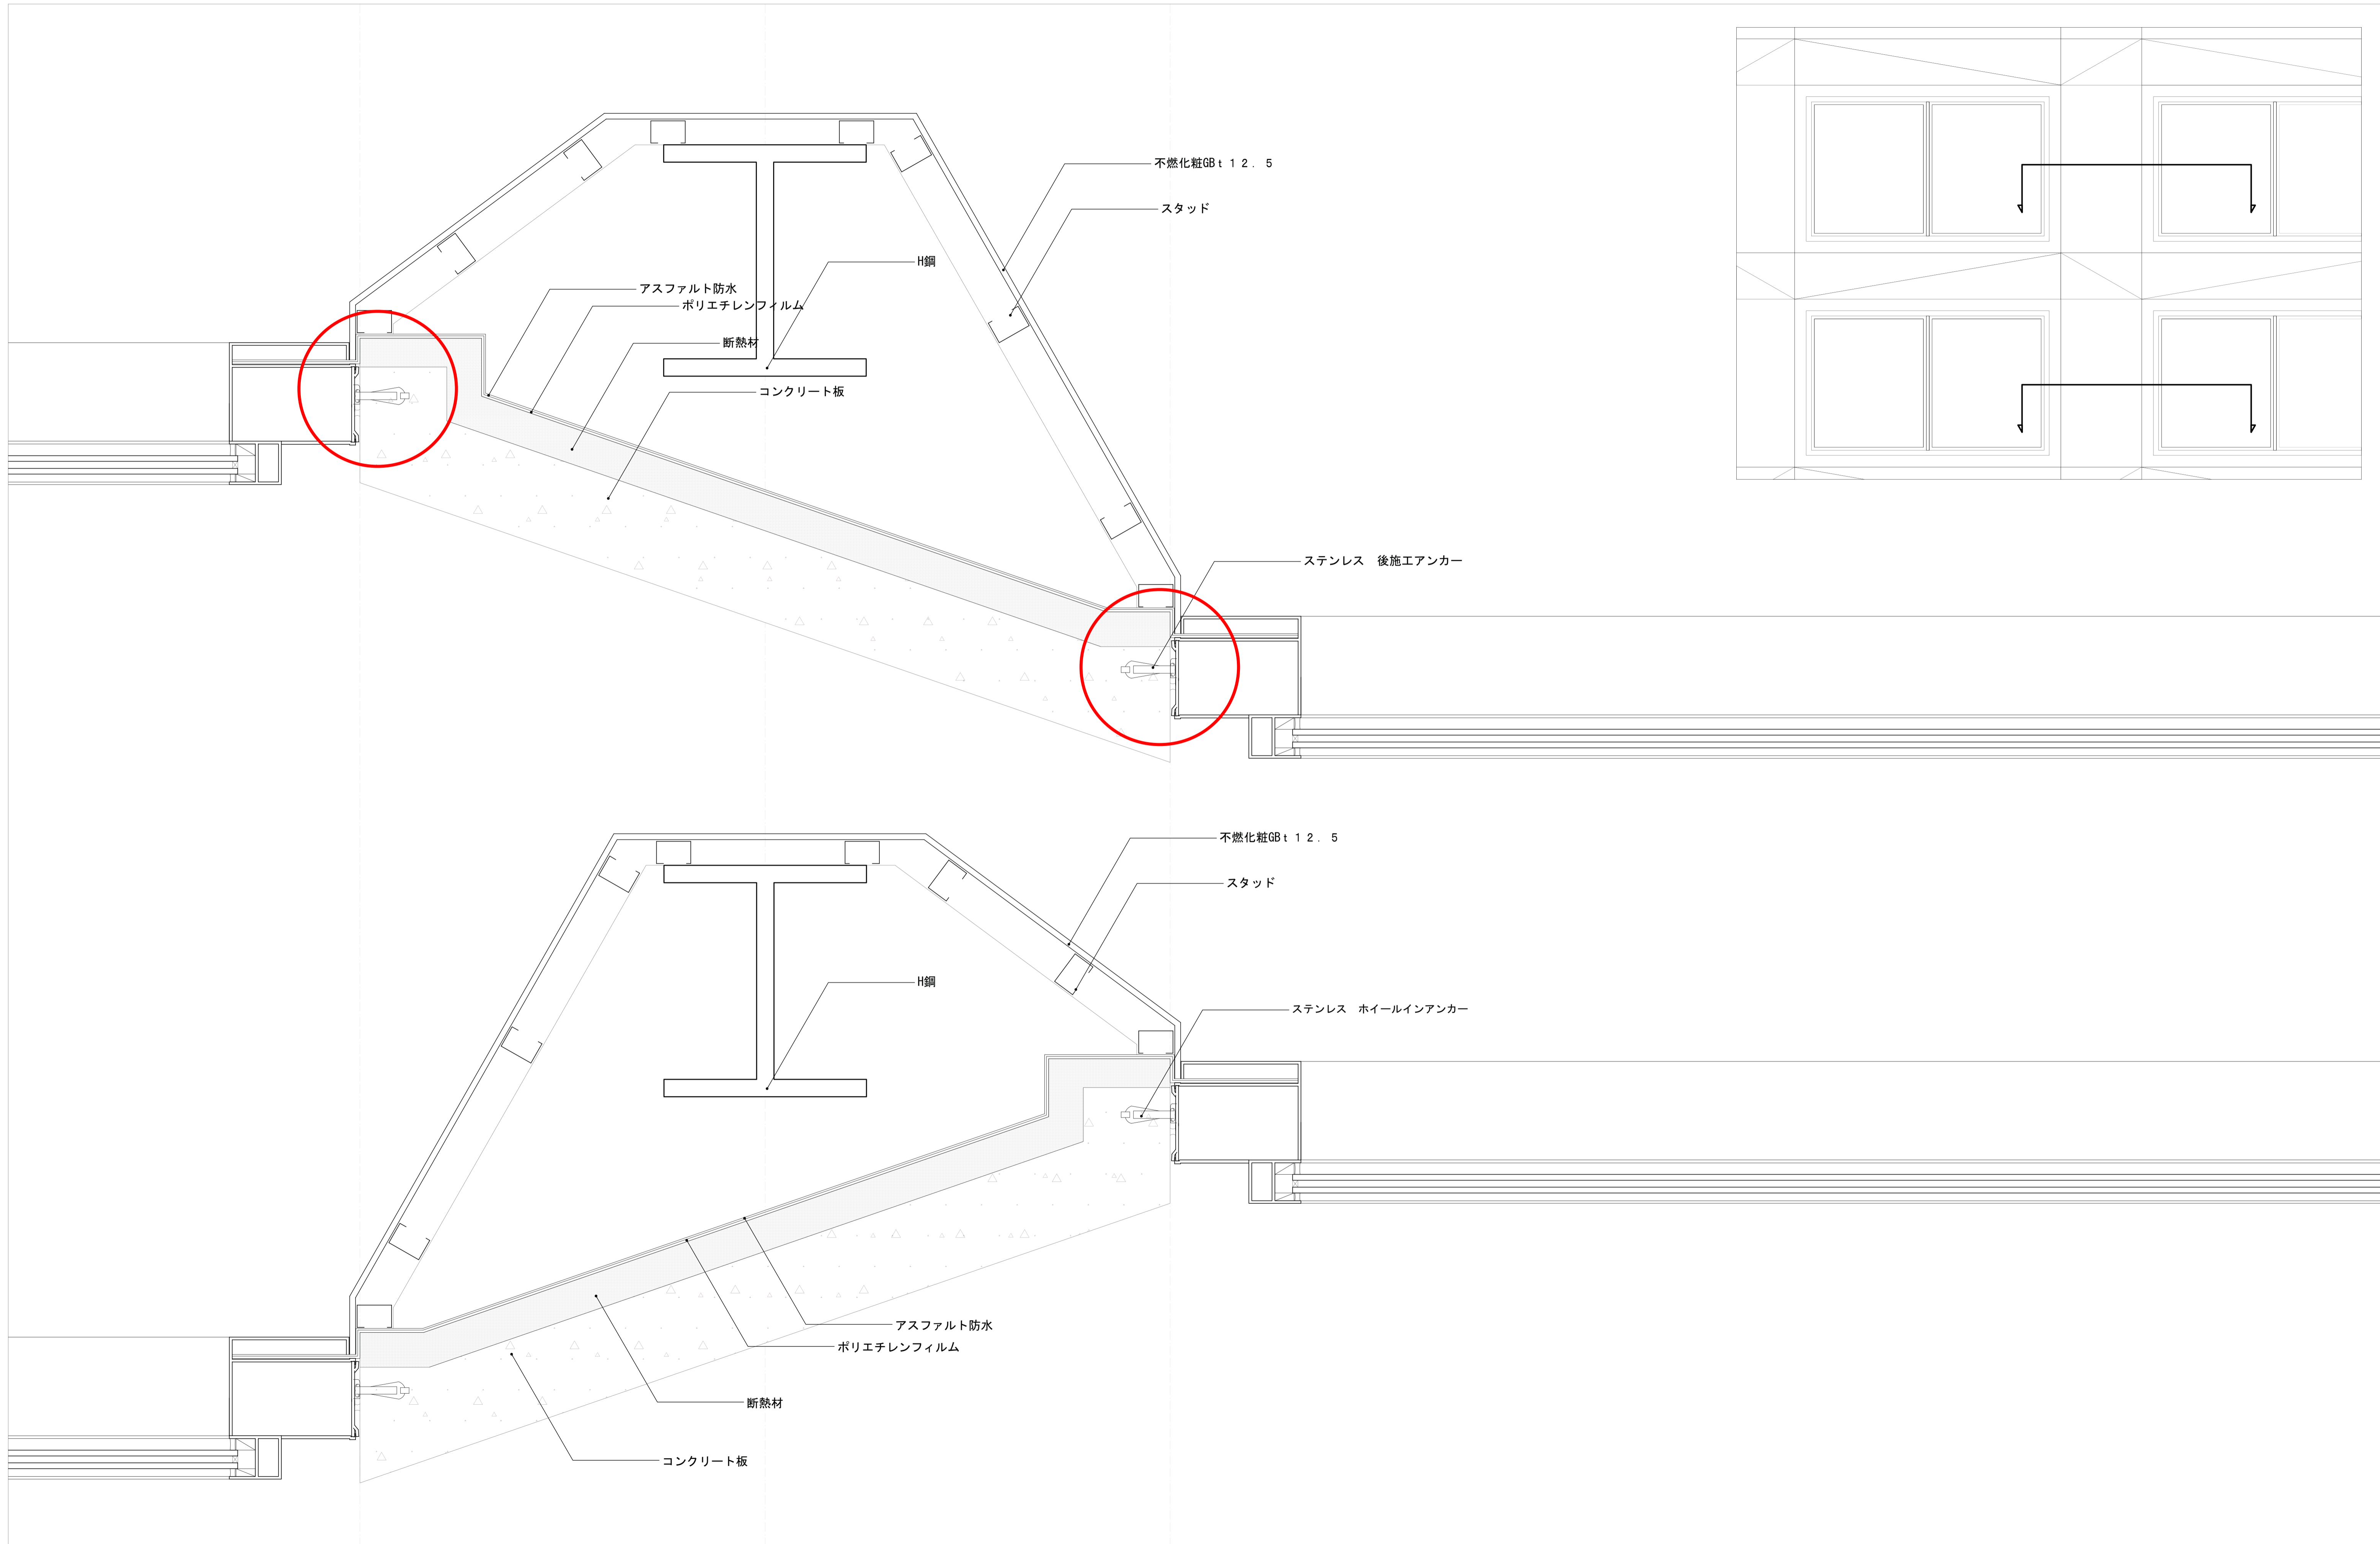 不燃化粧GBｔ１２．５
スタッド
H鋼
アスファルト防水
ポリエチレンフィルム
断熱材
コンクリート板
ステンレス　後施工アンカー
不燃化粧GBｔ１２．５
スタッド
H鋼
ステンレス　ホイールインアンカー
アスファルト防水
ポリエチレンフィルム
断熱材
コンクリート板